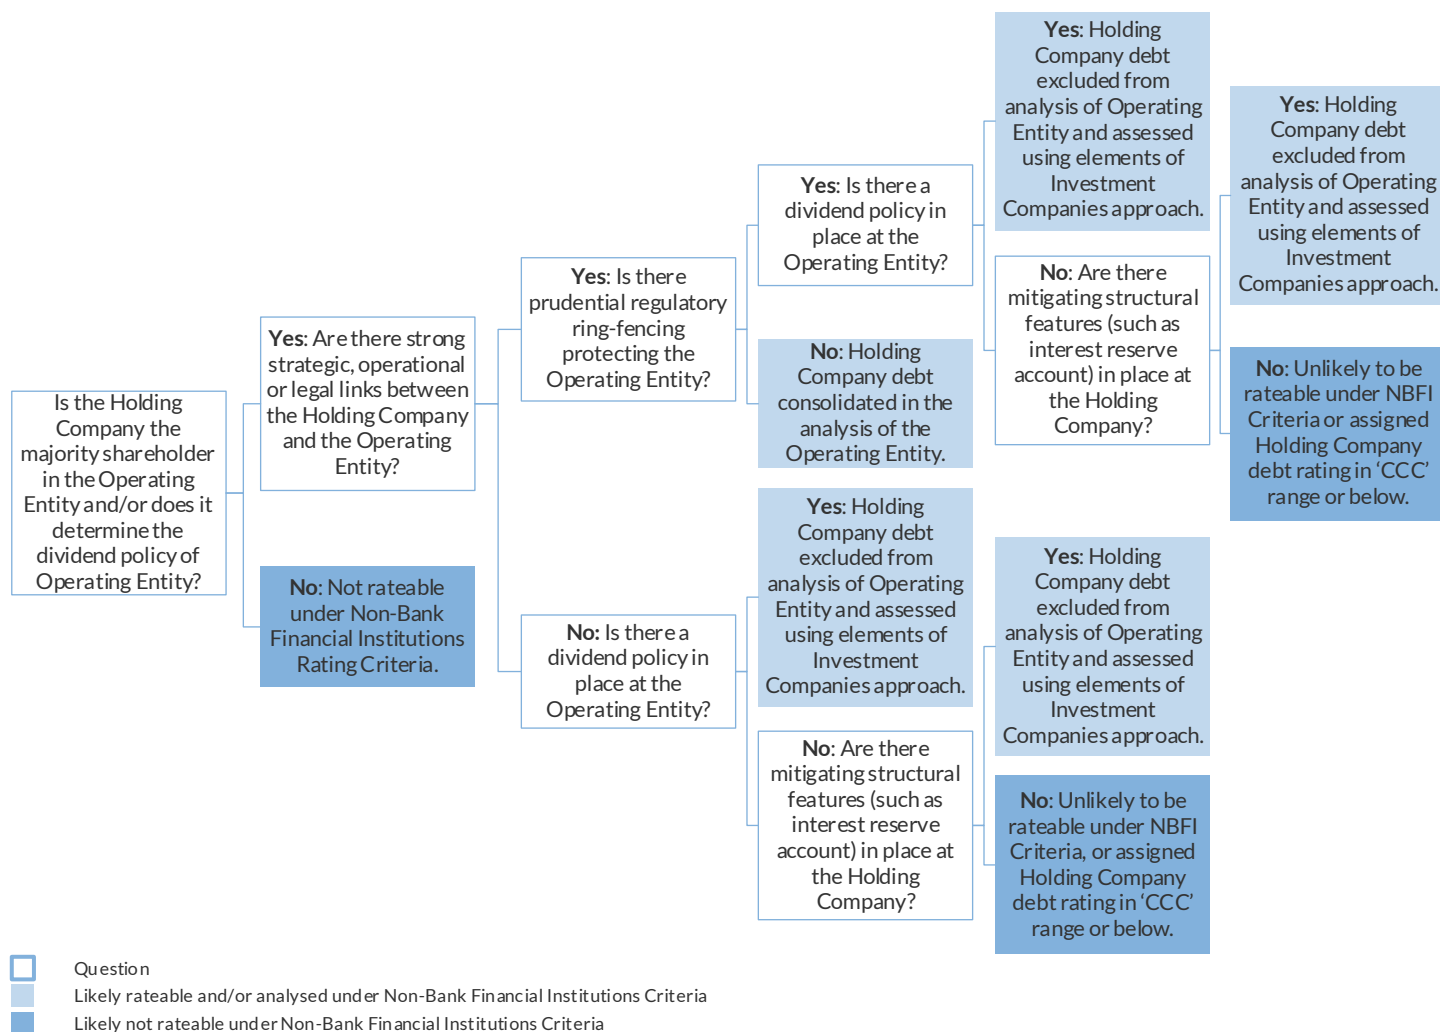 Is the Holding
Company the
majority shareholder
in the Operating
Entity and/or does it
determine the
dividend policy of
Operating Entity?
Yes: Are there strong
strategic, operational
or legal links between
the Holding Company
and the Operating
Entity?
No: Not rateable
under Non-Bank
Financial Institutions
Rating Criteria.
Yes: Is there
prudential regulatory
ring-fencing
protecting the
Operating Entity?
No: Is there a
dividend policy in
place at the
Operating Entity?
Yes: Is there a
dividend policy in
place at the
Operating Entity?
No: Holding
Company debt
consolidated in the
analysis of the
Operating Entity.
Yes: Holding
Company debt
excluded from
analysis of Operating
Entity and assessed
using elements of
Investment
Companies approach.
No: Are there
mitigating structural
features (such as
interest reserve
account) in place at
the Holding
Company?
Yes: Holding
Company debt
excluded from
analysis of Operating
Entity and assessed
using elements of
Investment
Companies approach.
No: Are there
mitigating structural
features (such as
interest reserve
account) in place at
the Holding
Company?
Yes: Holding
Company debt
excluded from
analysis of Operating
Entity and assessed
using elements of
Investment
Companies approach.
No: Unlikely to be
rateable under NBFI
Criteria, or assigned
Holding Company
debt rating in ‘CCC’
range or below.
Yes: Holding
Company debt
excluded from
analysis of Operating
Entity and assessed
using elements of
Investment
Companies approach.
No: Unlikely to be
rateable under NBFI
Criteria or assigned
Holding Company
debt rating in ‘CCC’
range or below.
Question
Likely rateable and/or analysed under Non-Bank Financial Institutions Criteria
Likely not rateable under Non-Bank Financial Institutions Criteria